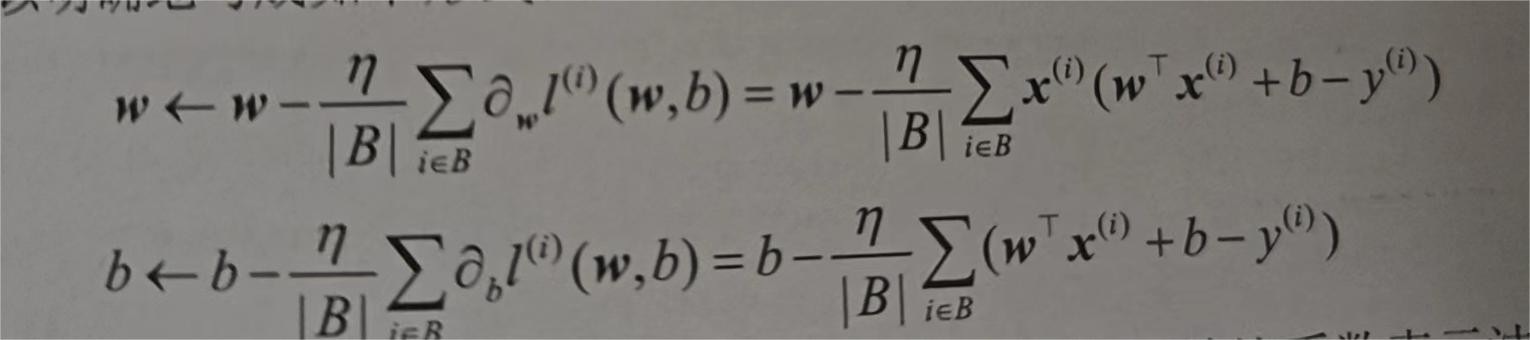 w ← w − η/|B| ∑_{i∈B} ∂_w l^{(i)}(w,b) = w − η/|B| ∑_{i∈B} x^{(i)}(w^⊤ x^{(i)} + b − y^{(i)})
b ← b − η/|B| ∑_{i∈B} ∂_b l^{(i)}(w,b) = b − η/|B| ∑_{i∈B} (w^⊤ x^{(i)} + b − y^{(i)})